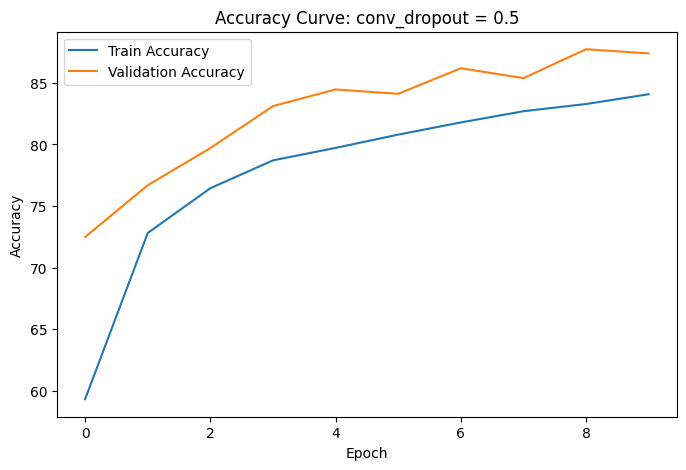 Accuracy Curve: conv_dropout = 0.5
Train Accuracy
Validation Accuracy
85
80
75
70
65
60
Accuracy
0 2 4 6 8
Epoch